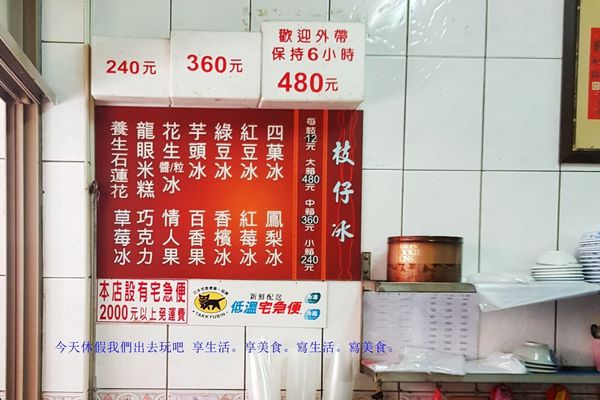 240元
360元
歡迎外帶
保持6小時
480元
枝仔冰
每枝12元 大箱480元 中箱360元 小箱240元
四菓冰 鳳梨冰
紅豆冰 紅莓冰
綠豆冰 香檳冰
芋頭冰 百香果
花生醬/粒冰 情人果
龍眼米糕 巧克力
養生石蓮花 草莓冰
本店設有宅急便
2000元以上免運費
TAKKYUBIN
新鮮配送
低溫宅急便
今天休假我們出去玩吧 享生活。享美食。寫生活。寫美食。